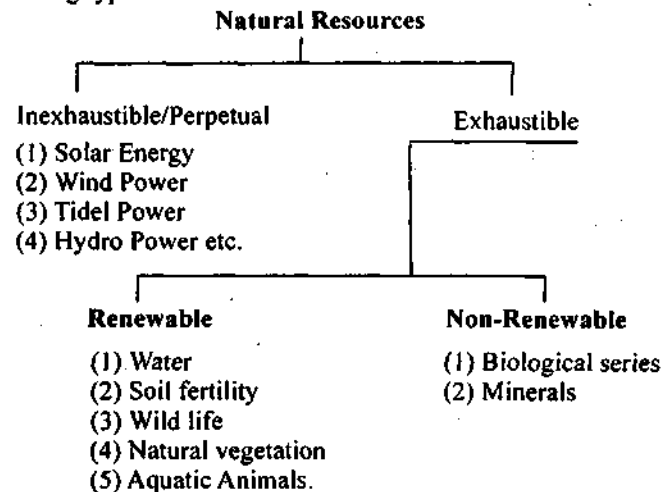 Natural Resources
Inexhaustible/Perpetual
(1) Solar Energy
(2) Wind Power
(3) Tidel Power
(4) Hydro Power etc.
Exhaustible
Renewable
(1) Water
(2) Soil fertility
(3) Wild life
(4) Natural vegetation
(5) Aquatic Animals.
Non-Renewable
(1) Biological series
(2) Minerals